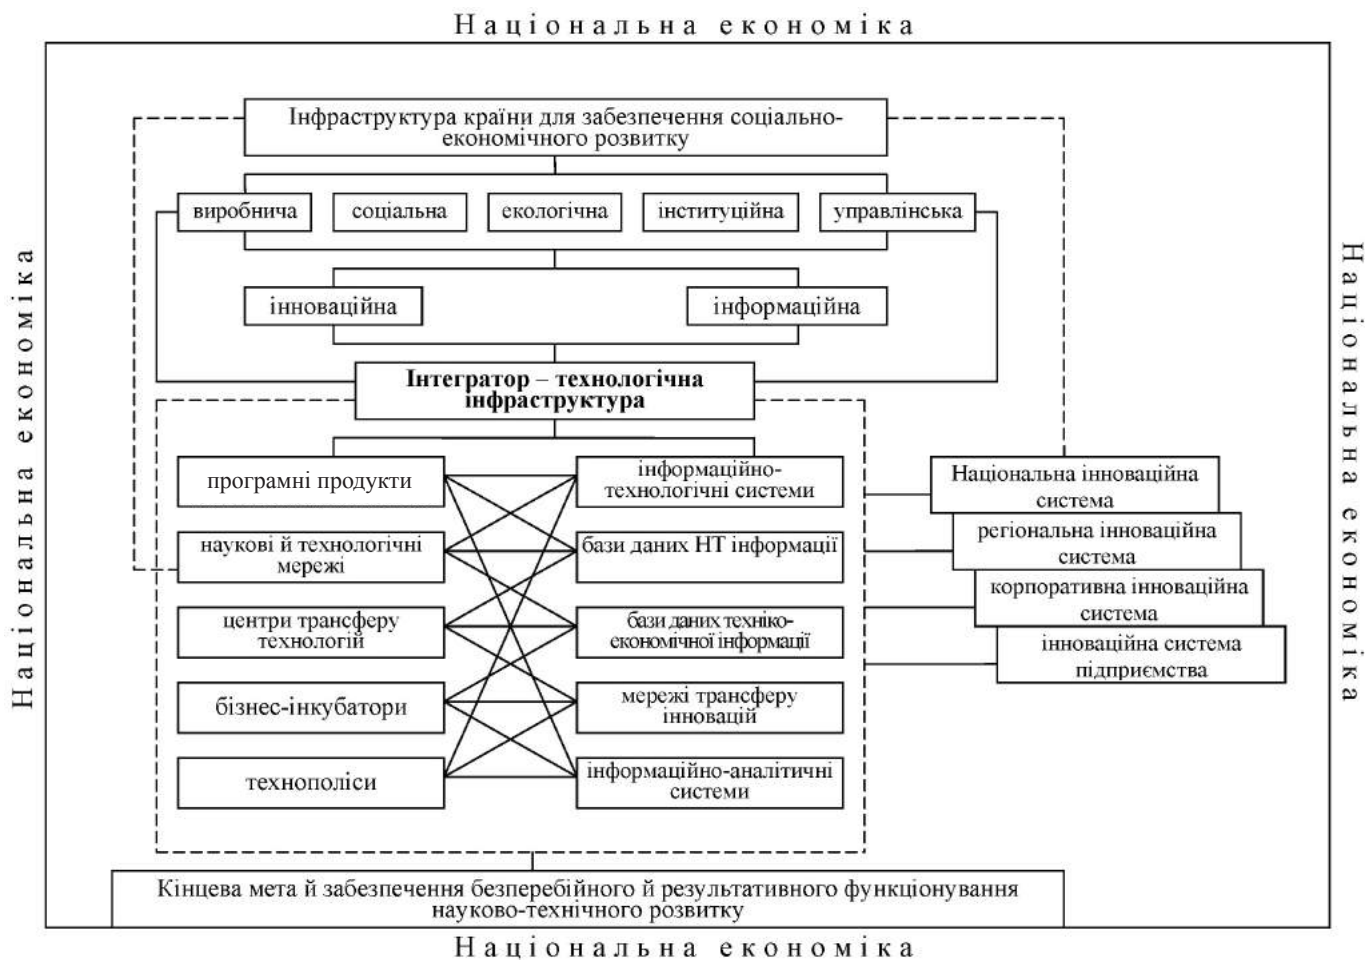 Національна економіка
Інфраструктура країни для забезпечення соціально-
економічного розвитку
виробнича
соціальна
екологічна
інституційна
управлінська
інноваційна
інформаційна
Інтегратор – технологічна
інфраструктура
програмні продукти
інформаційно-
технологічні системи
наукові й технологічні
мережі
бази даних НТ інформації
центри трансферу
технологій
бази даних техніко-
економічної інформації
бізнес-інкубатори
мережі трансферу
інновацій
технополіси
інформаційно-аналітичні
системи
Національна інноваційна
система
регіональна інноваційна
система
корпоративна інноваційна
система
інноваційна система
підприємства
Кінцева мета й забезпечення безперебійного й результативного функціонування
науково-технічного розвитку
Національна економіка
Національна економіка
Національна економіка